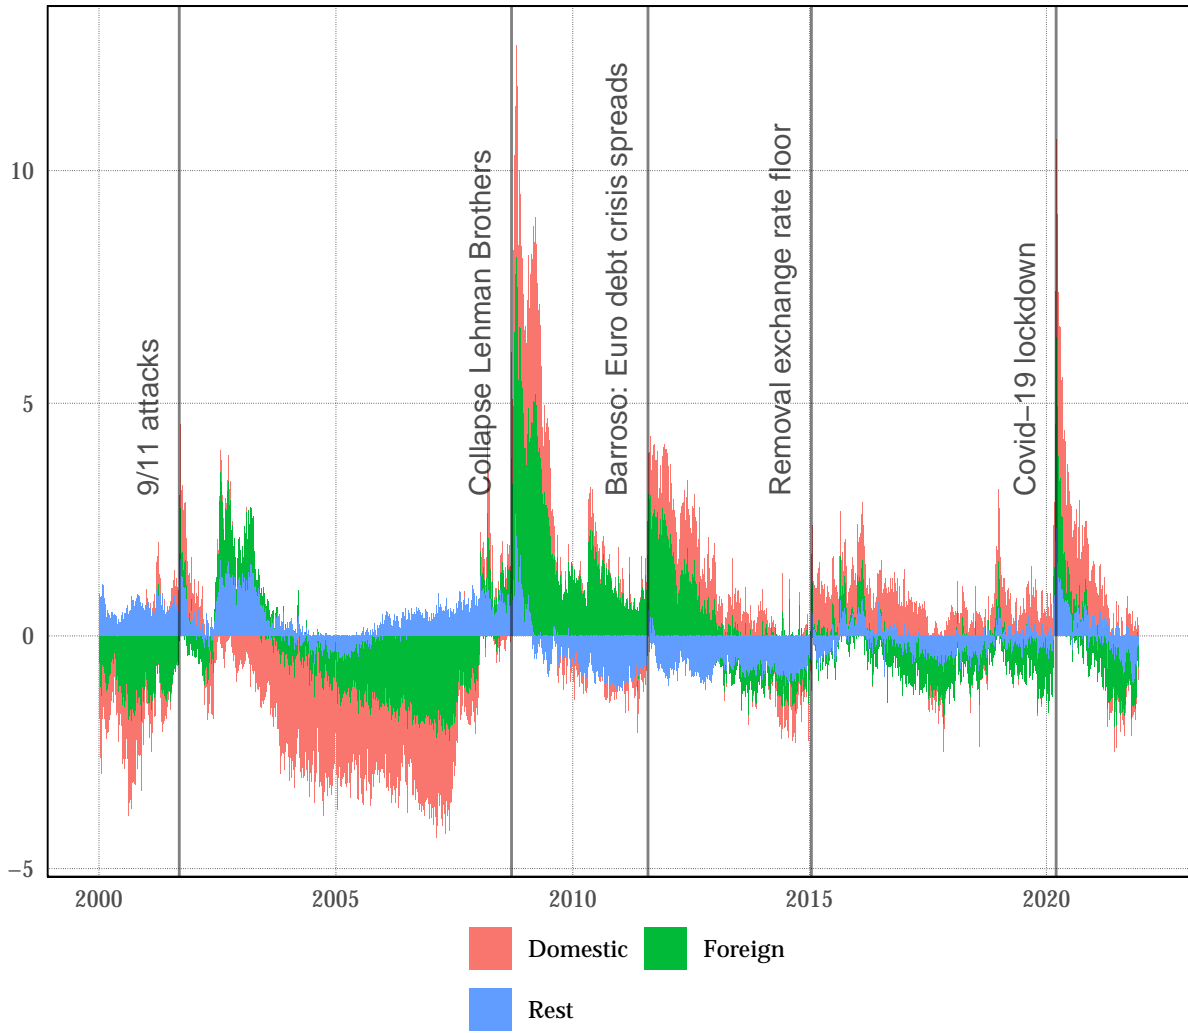 10
5
0
−5
9/11 attacks
Collapse Lehman Brothers
Barroso: Euro debt crisis spreads
Removal exchange rate floor
Covid−19 lockdown
2000
2005
2010
2015
2020
Domestic
Foreign
Rest